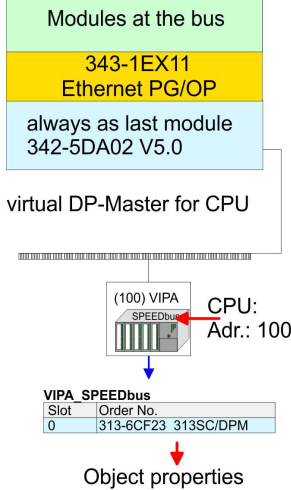 Modules at the bus
343-1EX11
Ethernet PG/OP
always as last module
342-5DA02 V5.0
virtual DP-Master for CPU
(100) VIPA
SPEEDbus
CPU:
Adr.: 100
VIPA_SPEEDbus
Slot Order No.
0 313-6CF23 313SC/DPM
Object properties